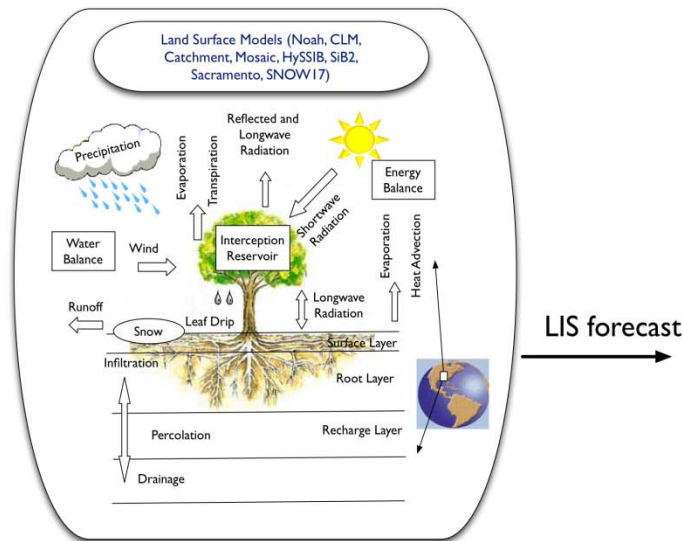 Land Surface Models (Noah, CLM,
Catchment, Mosaic, HySSIB, SiB2,
Sacramento, SNOW17)
Reflected and
Longwave
Radiation
Precipitation
Evaporation
Transpiration
Energy
Balance
Shortwave
Radiation
Water
Balance
Wind
Interception
Reservoir
Evaporation
Heat Advection
Runoff
Snow
Leaf Drip
Longwave
Radiation
LIS forecast
Surface Layer
Infiltration
Root Layer
Percolation
Recharge Layer
Drainage